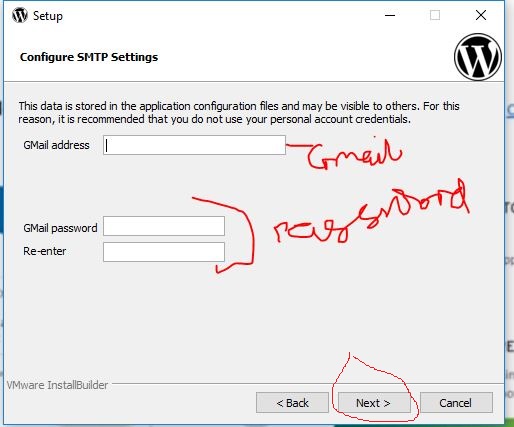 Setup
Configure SMTP Settings
This data is stored in the application configuration files and may be visible to others. For this
reason, it is recommended that you do not use your personal account credentials.
GMail address
Gmail
GMail password
Re-enter
VMware InstallBuilder
< Back
Next >
Cancel